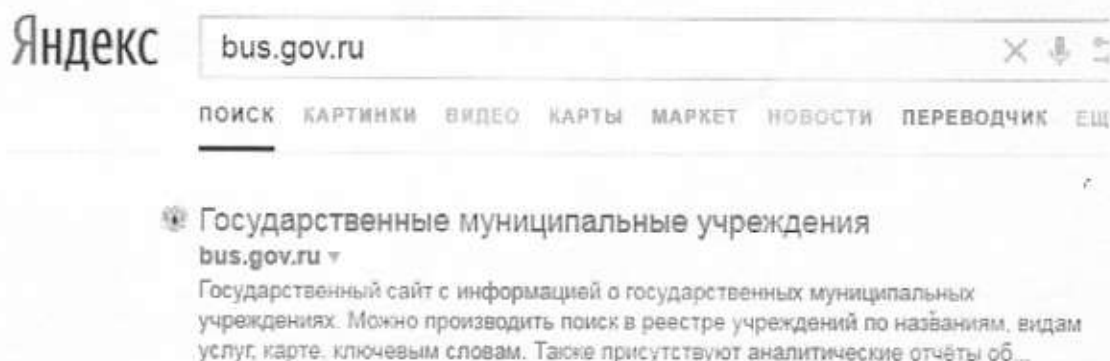 Яндекс
bus.gov.ru
ПОИСК КАРТИНКИ ВИДЕО КАРТЫ МАРКЕТ НОВОСТИ ПЕРЕВОДЧИК ЕЩ
Государственные муниципальные учреждения
bus.gov.ru
Государственный сайт с информацией о государственных муниципальных
учреждениях. Можно производить поиск в реестре учреждений по названиям, видам
услуг, карте, ключевым словам. Также присутствуют аналитические отчёты об...